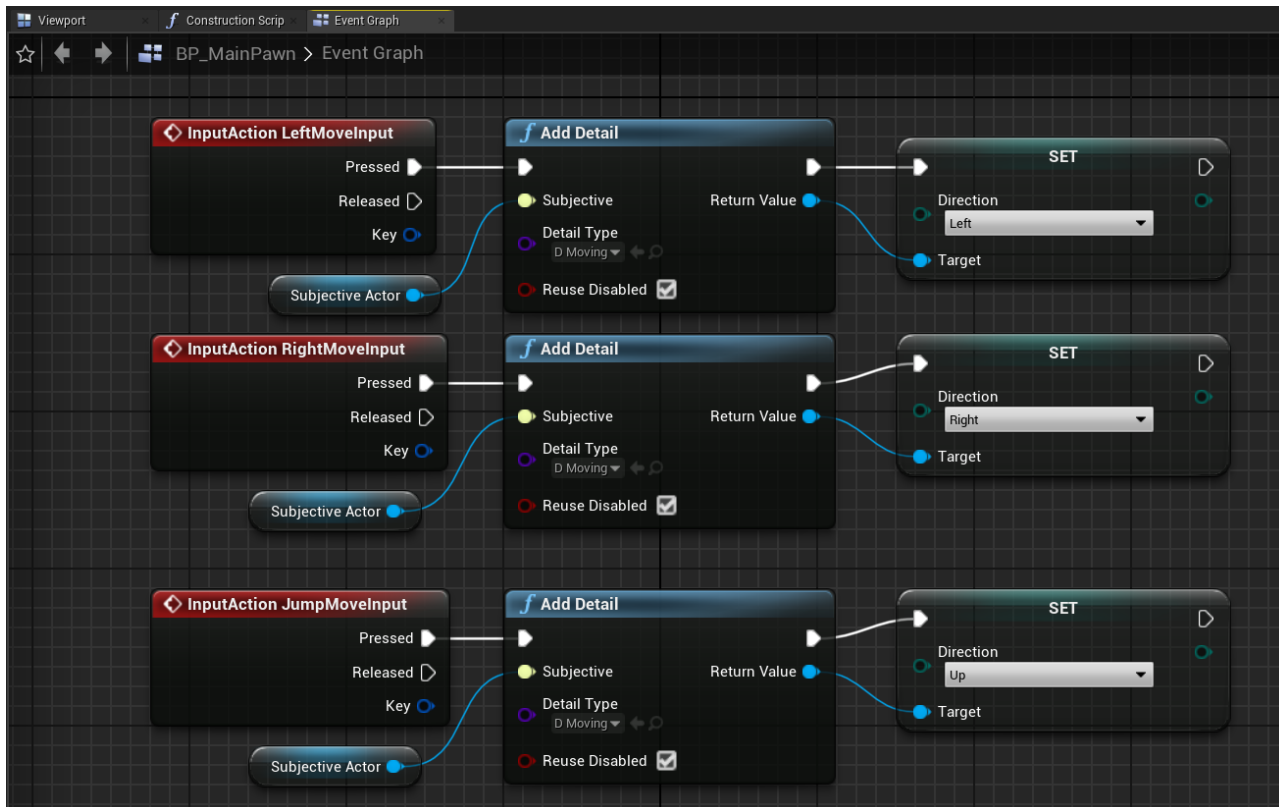 Viewport
f Construction Scrip
Event Graph
BP_MainPawn > Event Graph
InputAction LeftMoveInput
Pressed
Released
Key
Subjective Actor
f Add Detail
Subjective
Return Value
Detail Type
D Moving
Reuse Disabled
SET
Direction
Left
Target
InputAction RightMoveInput
Pressed
Released
Key
Subjective Actor
f Add Detail
Subjective
Return Value
Detail Type
D Moving
Reuse Disabled
SET
Direction
Right
Target
InputAction JumpMoveInput
Pressed
Released
Key
Subjective Actor
f Add Detail
Subjective
Return Value
Detail Type
D Moving
Reuse Disabled
SET
Direction
Up
Target